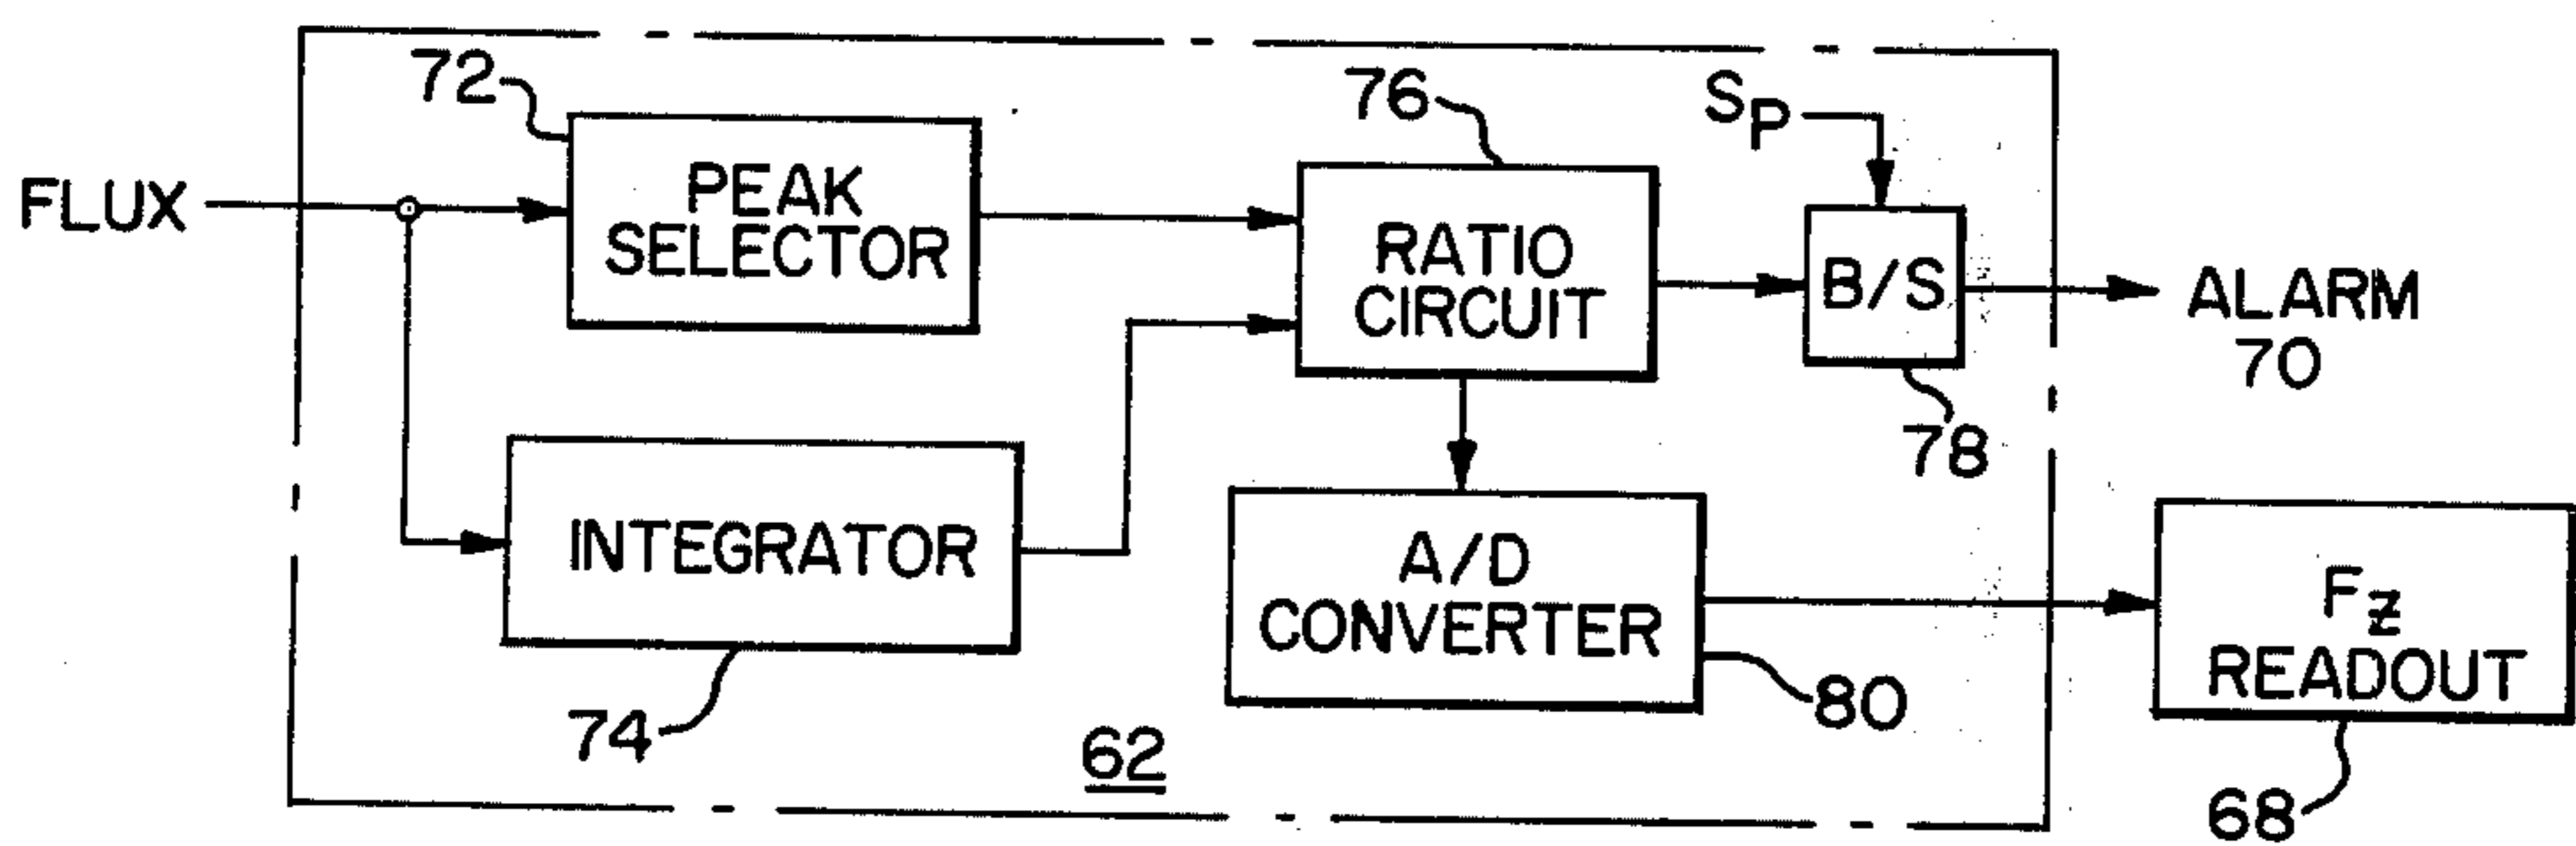 72
76
Sp
FLUX
PEAK
SELECTOR
RATIO
CIRCUIT
B/S
ALARM
70
78
INTEGRATOR
A/D
CONVERTER
Fz
READOUT
74
62
80
68